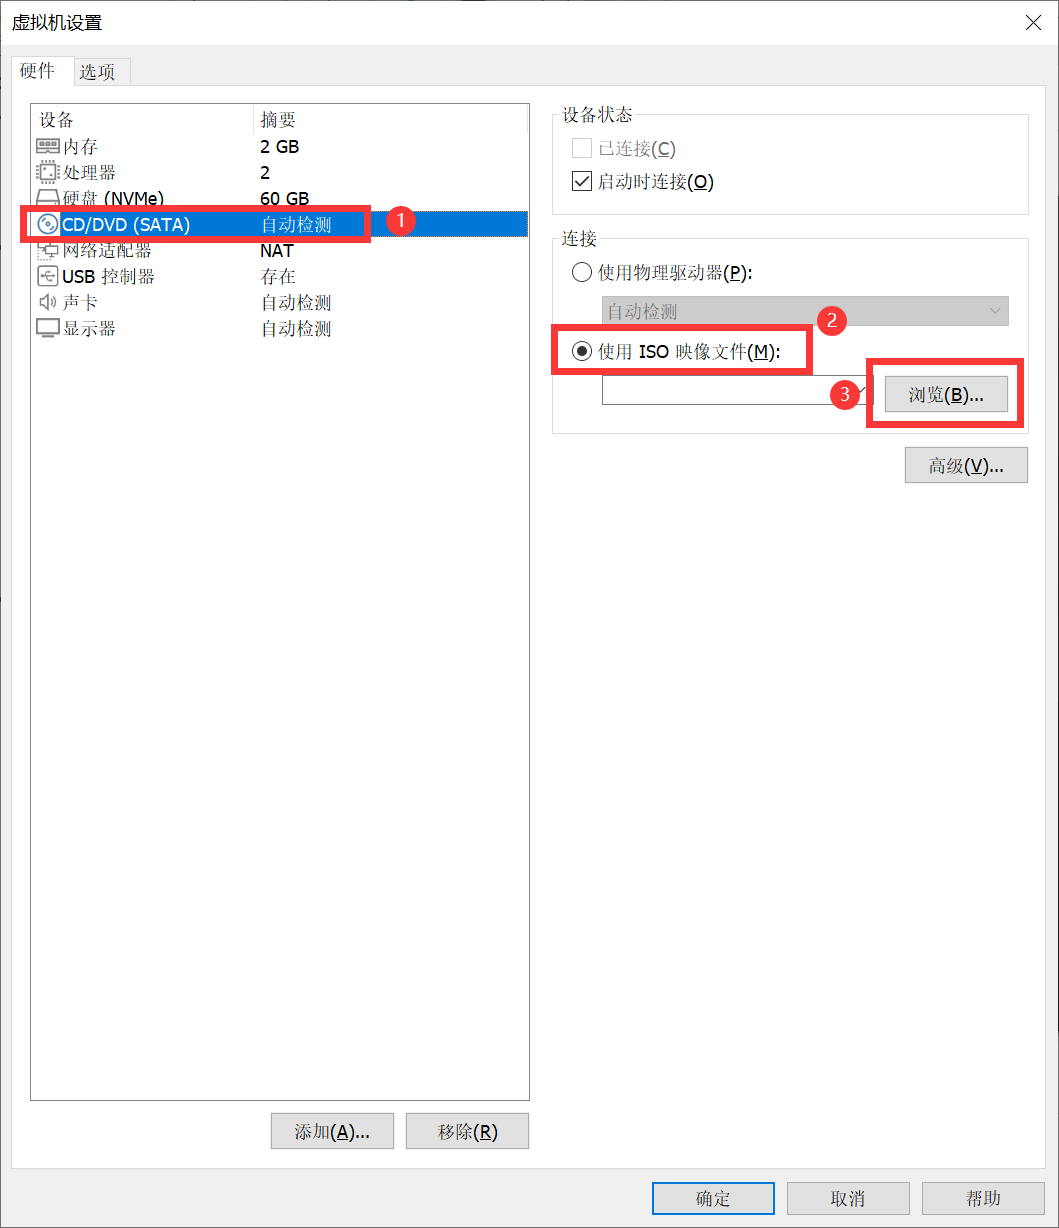 虚拟机设置
硬件 选项
设备 摘要
内存 2 GB
处理器 2
硬盘 (NVMe) 60 GB
CD/DVD (SATA) 自动检测 1
网络适配器 NAT
USB 控制器 存在
声卡 自动检测
显示器 自动检测
添加(A)... 移除(R)
设备状态
已连接(C)
启动时连接(O)
连接
使用物理驱动器(P):
自动检测
2
使用 ISO 映像文件(M):
3 浏览(B)...
高级(V)...
确定 取消 帮助